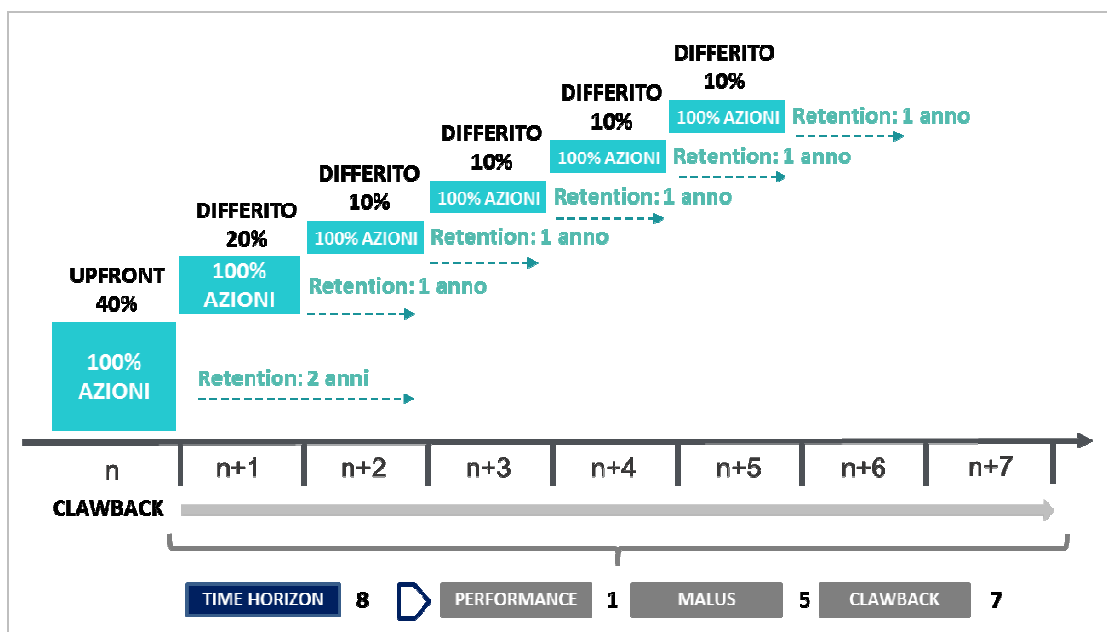 DIFFERITO
10%
100% AZIONI
Retention: 1 anno
DIFFERITO
10%
100% AZIONI
Retention: 1 anno
DIFFERITO
10%
100% AZIONI
Retention: 1 anno
DIFFERITO
10%
100% AZIONI
Retention: 1 anno
DIFFERITO
20%
100%
AZIONI
Retention: 1 anno
UPFRONT
40%
100%
AZIONI
Retention: 2 anni
n n+1 n+2 n+3 n+4 n+5 n+6 n+7
CLAWBACK
TIME HORIZON 8 PERFORMANCE 1 MALUS 5 CLAWBACK 7